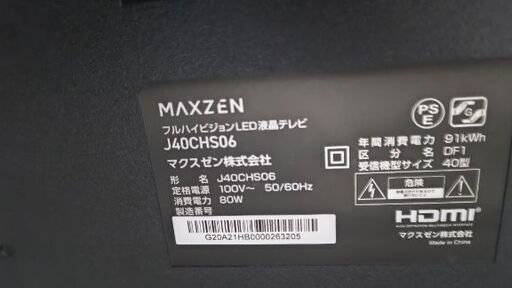 MAXZEN
フルハイビジョンLED液晶テレビ
J40CHS06
マクスゼン株式会社
形 名 J40CHS06
定格電源 100V～ 50/60Hz
消費電力 80W
製造番号
G20A21HB0000263205
PS
E
G
年間消費電力 91kWh
区分名 DF1
受信機型サイズ 40型
危険
HDMI
HIGH-DEFINITION MULTIMEDIA INTERFACE
マクスゼン株式会社
Made in China